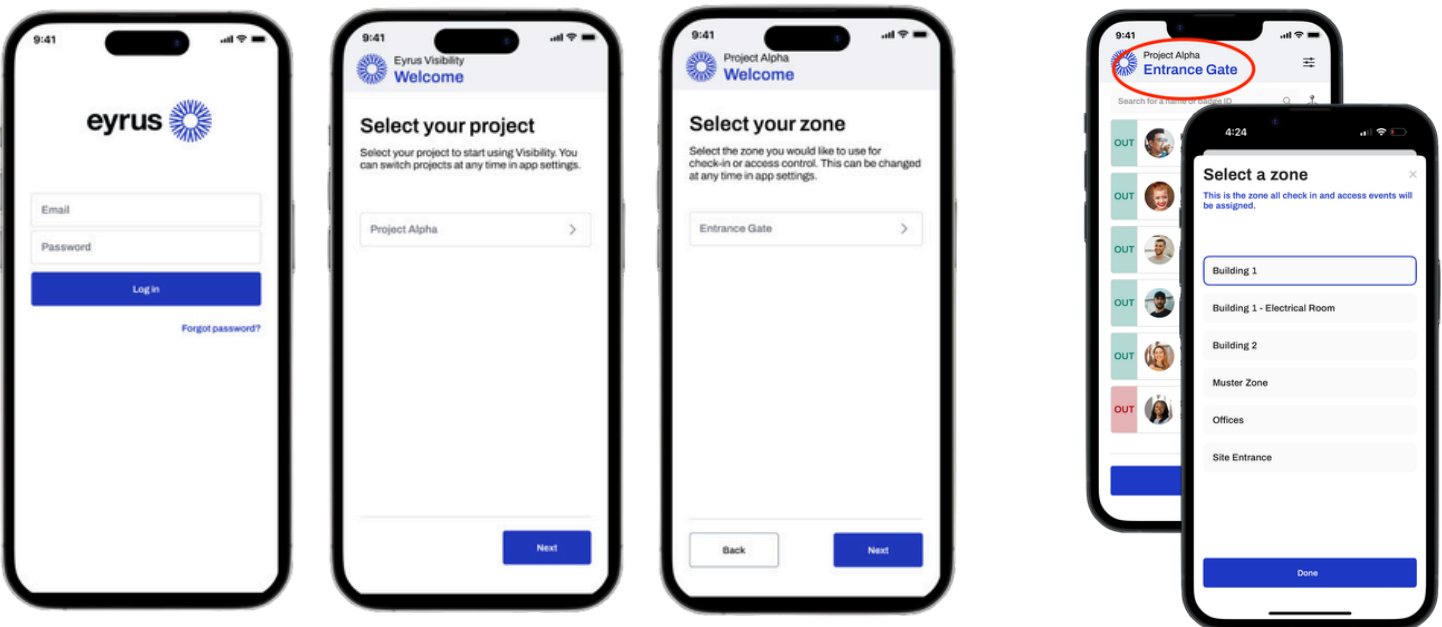 9:41
eyrus
Email
Password
Log in
Forgot password?
9:41
Eyrus Visibility
Welcome
Select your project
Select your project to start using Visibility. You
can switch projects at any time in app settings.
Project Alpha
Next
9:41
Project Alpha
Welcome
Select your zone
Select the zone you would like to use for
check-in or access control. This can be changed
at any time in app settings.
Entrance Gate
Back
Next
9:41
Project Alpha
Entrance Gate
Search for a name or badge ID
OUT
OUT
OUT
OUT
OUT
OUT
4:24
Select a zone
This is the zone all check in and access events will
be assigned.
Building 1
Building 1 - Electrical Room
Building 2
Muster Zone
Offices
Site Entrance
Done